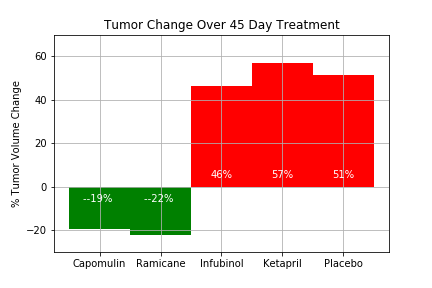 Tumor Change Over 45 Day Treatment
% Tumor Volume Change
60
40
20
0
−20
--19%
--22%
46%
57%
51%
Capomulin
Ramicane
Infubinol
Ketapril
Placebo